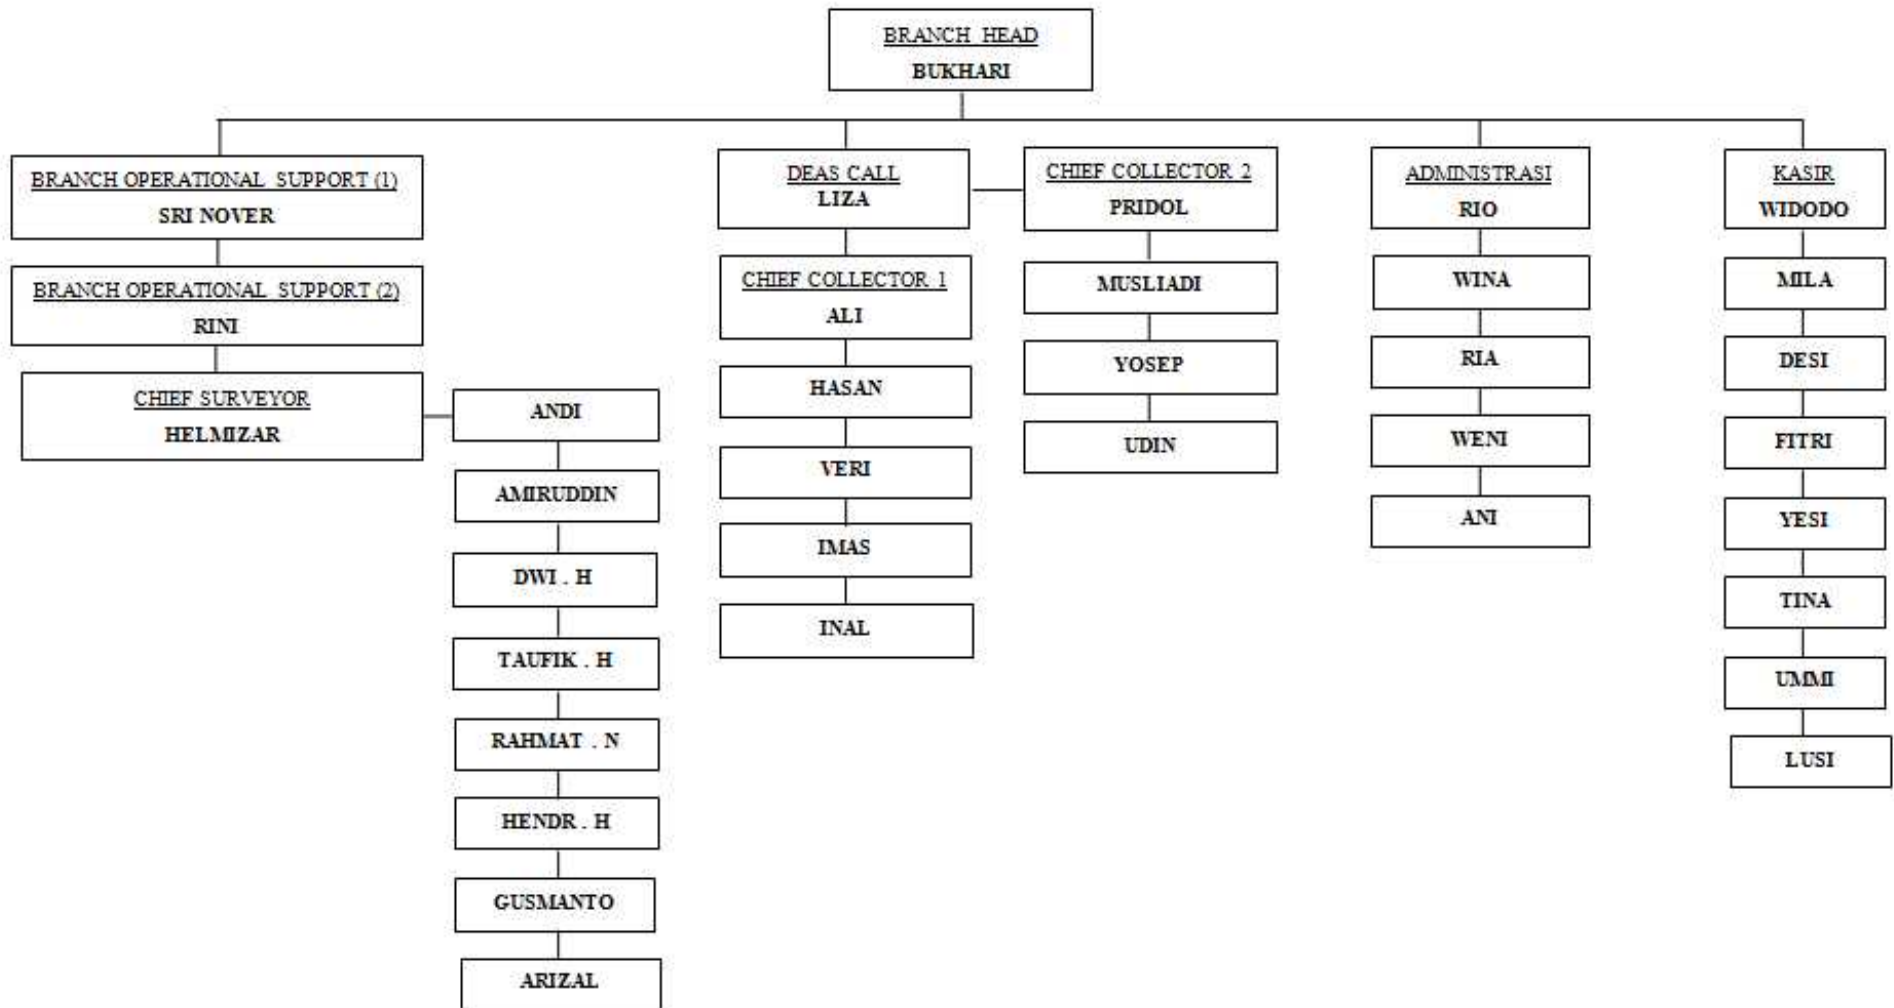 BRANCH HEAD
BUKHARI
BRANCH OPERATIONAL SUPPORT (1)
SRI NOVER
BRANCH OPERATIONAL SUPPORT (2)
RINI
CHIEF SURVEYOR
HELMIZAR
ANDI
AMIRUDDIN
DWI . H
TAUFIK . H
RAHMAT . N
HENDR . H
GUSMANTO
ARIZAL
DEAS CALL
LIZA
CHIEF COLLECTOR 1
ALI
HASAN
VERI
IMAS
INAL
CHIEF COLLECTOR 2
PRIDOL
MUSLIADI
YOSEP
UDIN
ADMINISTRASI
RIO
WINA
RIA
WENI
ANI
KASIR
WIDODO
MILA
DESI
FITRI
YESI
TINA
UMMI
LUSI